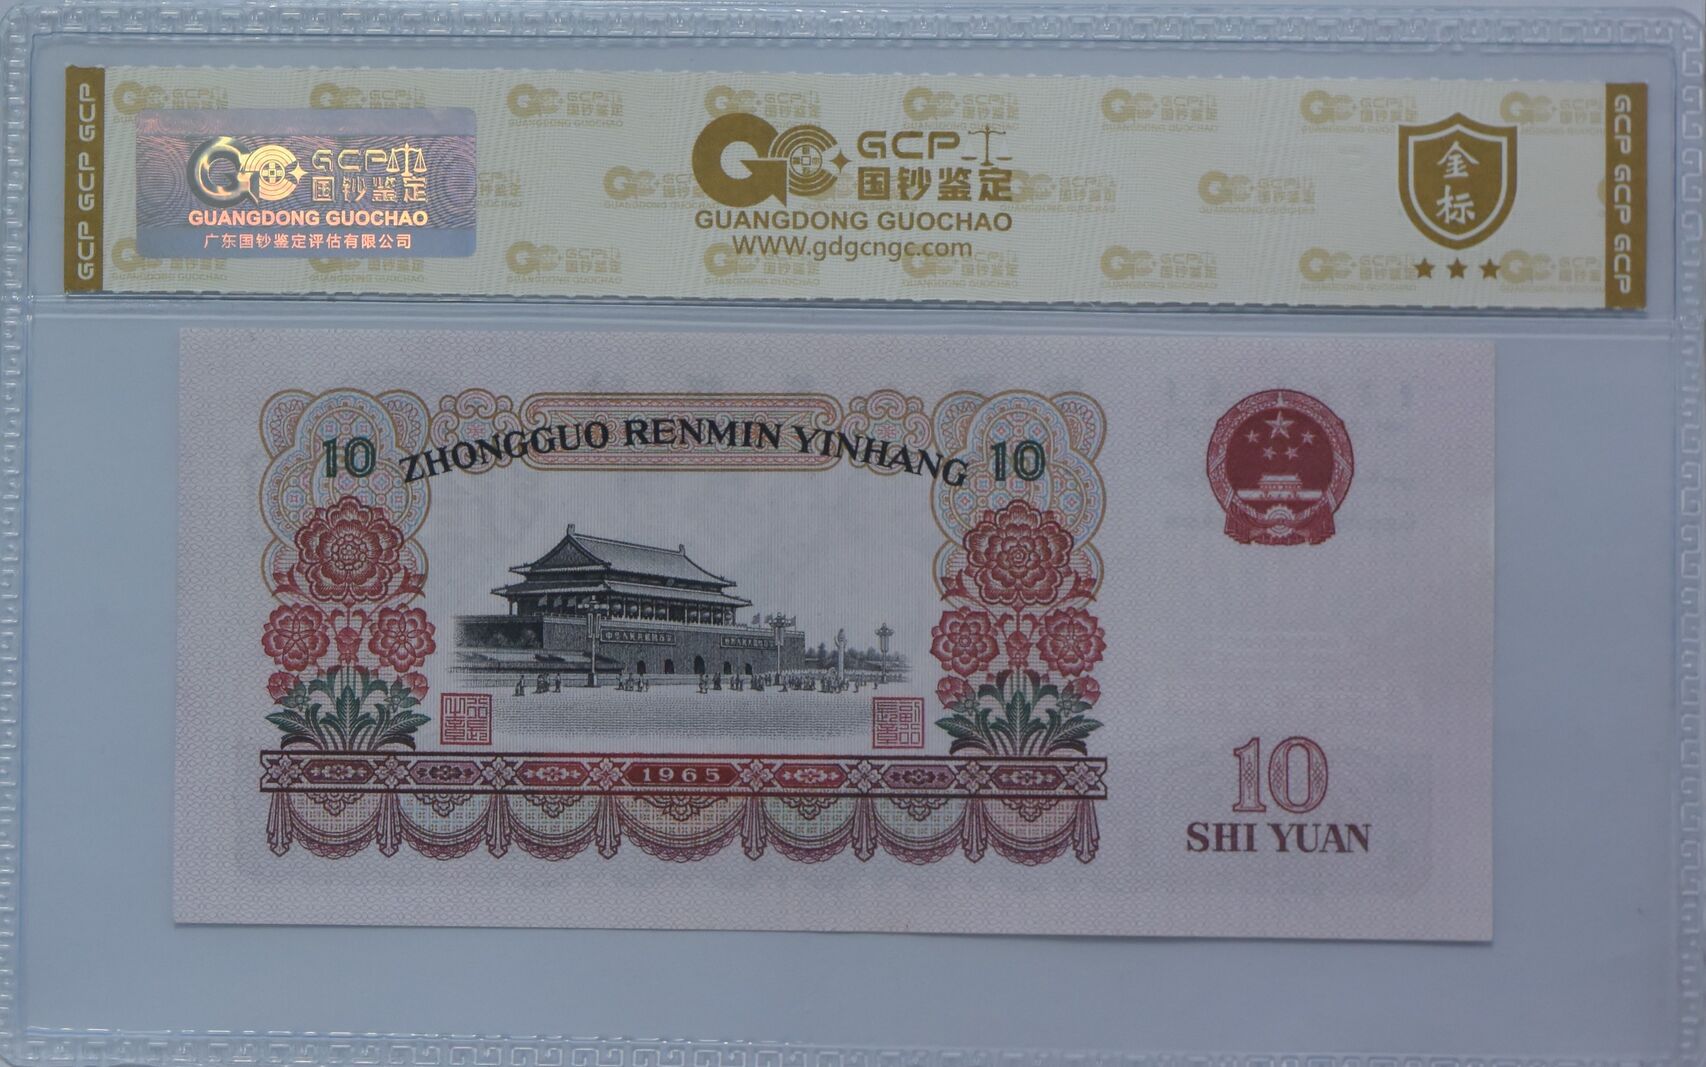 GCP GCP GCP
GCP
国钞鉴定
GUANGDONG GUOCHAO
广东国钞鉴定评估有限公司
GCP
国钞鉴定
GUANGDONG GUOCHAO
WWW.gdgcngc.com
金标
GCP GCP GCP
10 ZHONGGUO RENMIN YINHANG 10
1965
10
SHI YUAN